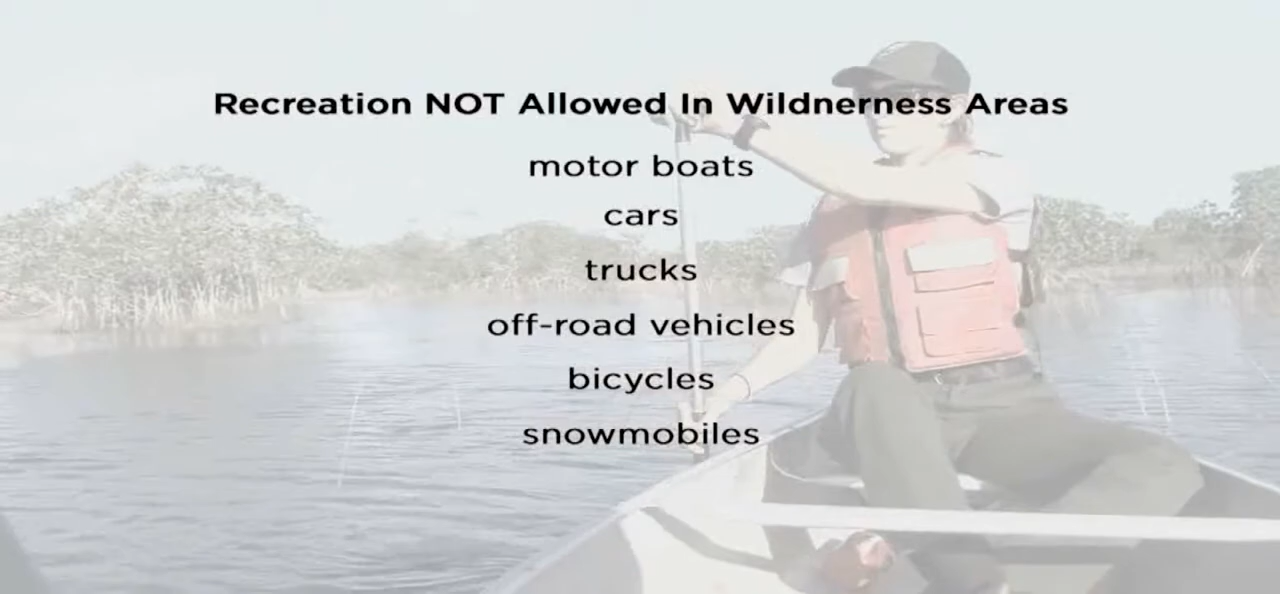 Recreation NOT Allowed In Wildnerness Areas
motor boats
cars
trucks
off-road vehicles
bicycles
snowmobiles